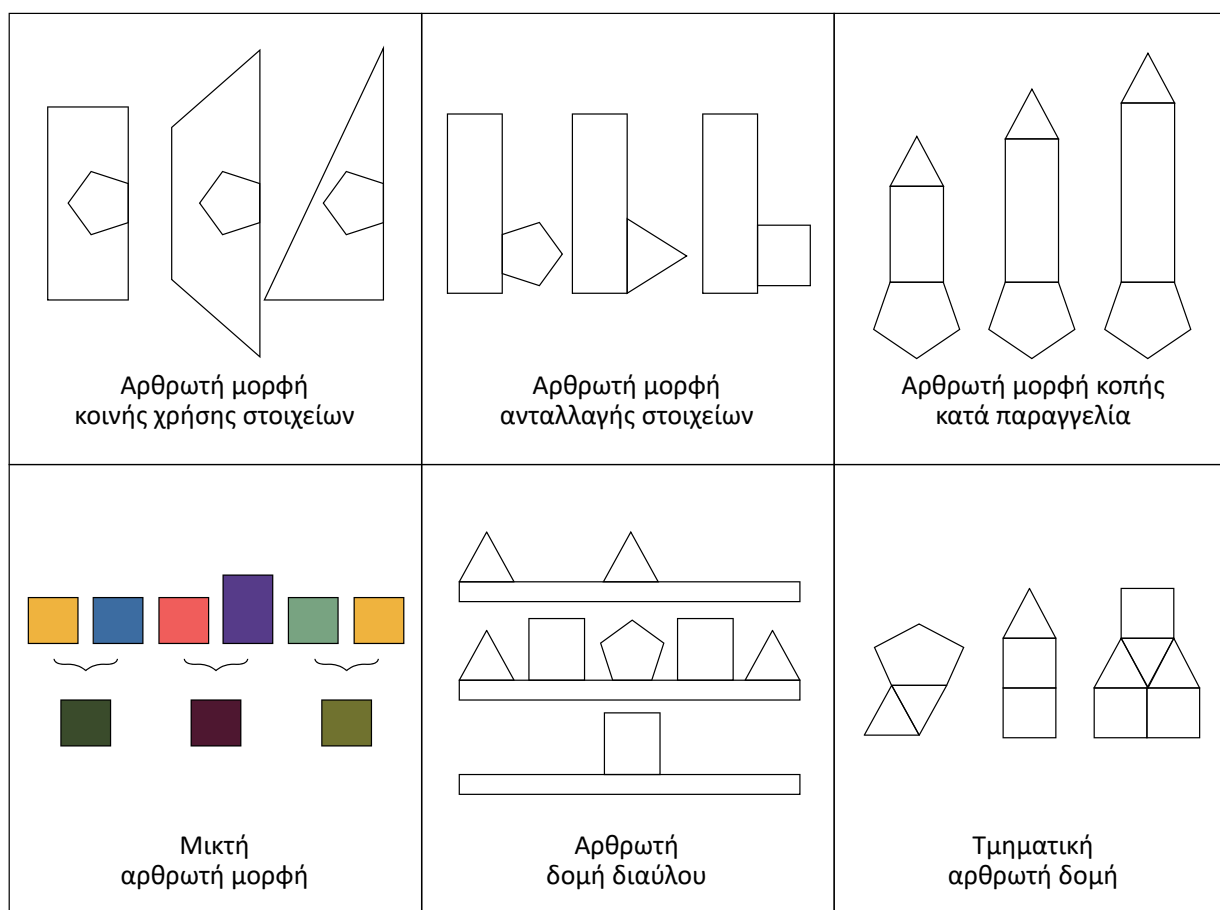 Αρθρωτή μορφή
κοινής χρήσης στοιχείων
Αρθρωτή μορφή
ανταλλαγής στοιχείων
Αρθρωτή μορφή κοπής
κατά παραγγελία
Μικτή
αρθρωτή μορφή
Αρθρωτή
δομή διαύλου
Τμηματική
αρθρωτή δομή